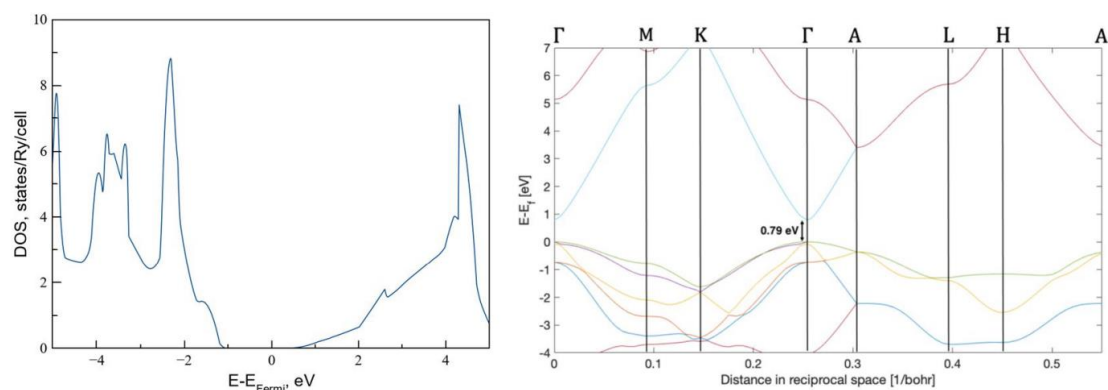 10
8
6
4
2
0
DOS, states/Ry/cell
−4 −2 0 2 4
E-E_Fermi, eV
Γ M K Γ A L H A
7
6
5
4
3
2
1
0
-1
-2
-3
-4
E-E_f [eV]
0.79 eV
0 0.1 0.2 0.3 0.4 0.5
Distance in reciprocal space [1/bohr]